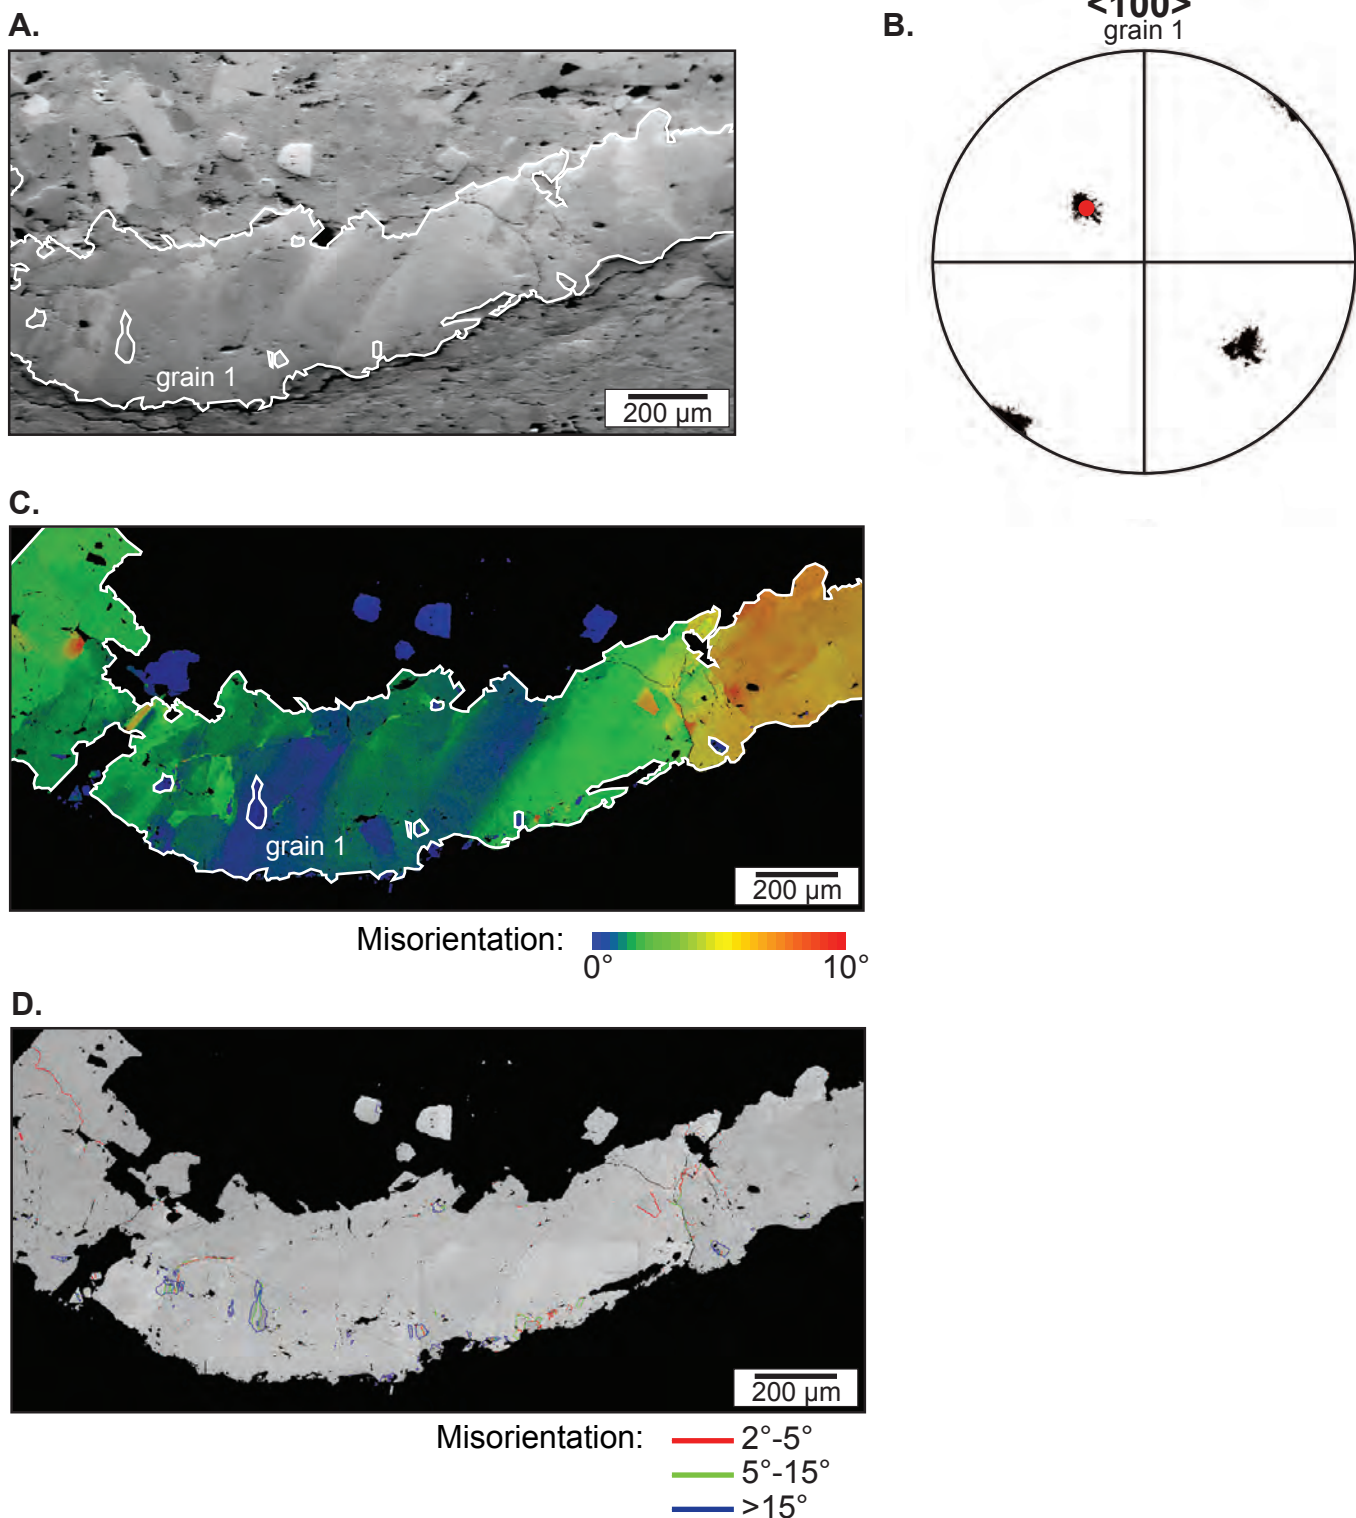 A.
grain 1
200 µm
B.
<100>
grain 1
C.
grain 1
200 µm
Misorientation:
0°
10°
D.
200 µm
Misorientation:
2°-5°
5°-15°
>15°